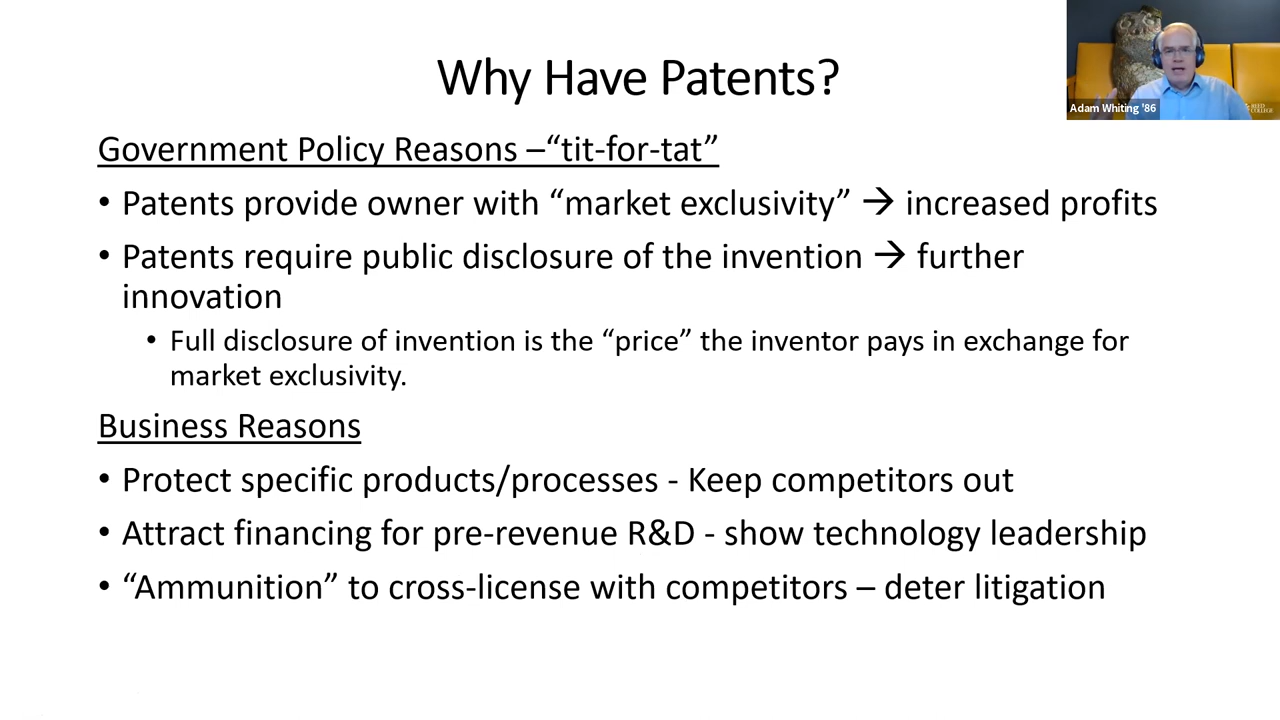 Why Have Patents?
Adam Whiting '86
REED
COLLEGE
Government Policy Reasons –“tit-for-tat”
• Patents provide owner with “market exclusivity” → increased profits
• Patents require public disclosure of the invention → further
innovation
• Full disclosure of invention is the “price” the inventor pays in exchange for
market exclusivity.
Business Reasons
• Protect specific products/processes - Keep competitors out
• Attract financing for pre-revenue R&D - show technology leadership
• “Ammunition” to cross-license with competitors – deter litigation